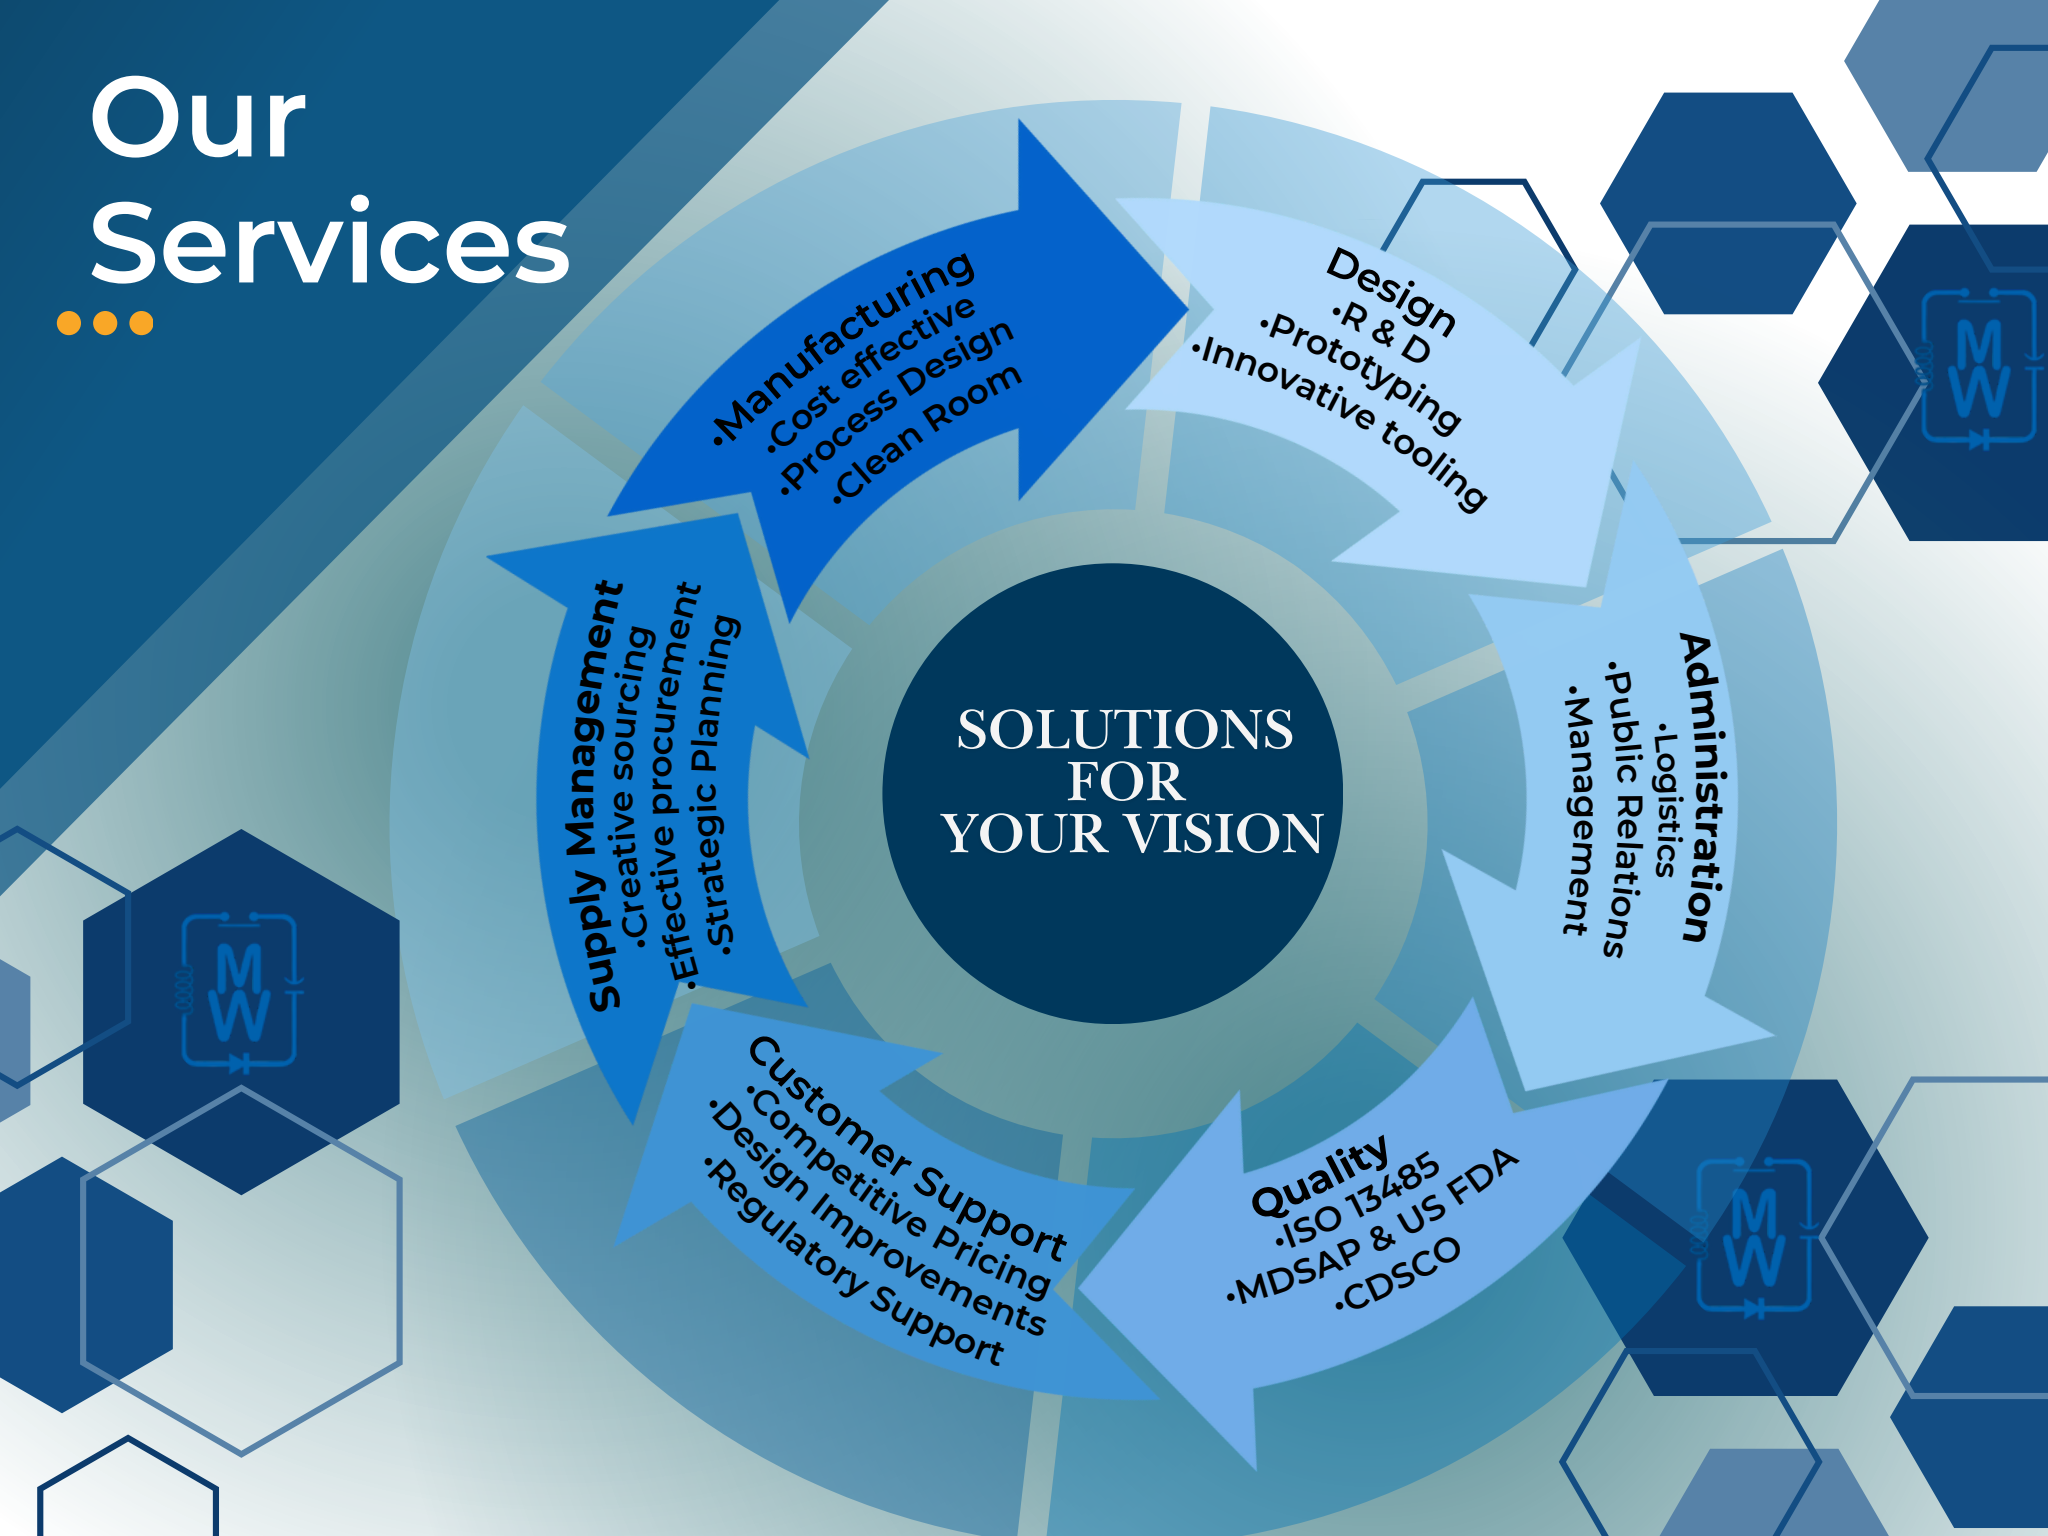 Our
Services
•Manufacturing
•Cost effective
•Process Design
•Clean Room
Design
•R & D
•Prototyping
•Innovative tooling
Administration
•Logistics
•Public Relations
•Management
Quality
•ISO 13485
•MDSAP & US FDA
•CDSCO
Customer Support
•Competitive Pricing
•Design Improvements
•Regulatory Support
Supply Management
•Creative sourcing
•Effective procurement
•Strategic Planning
SOLUTIONS
FOR
YOUR VISION
M
W
M
W
M
W